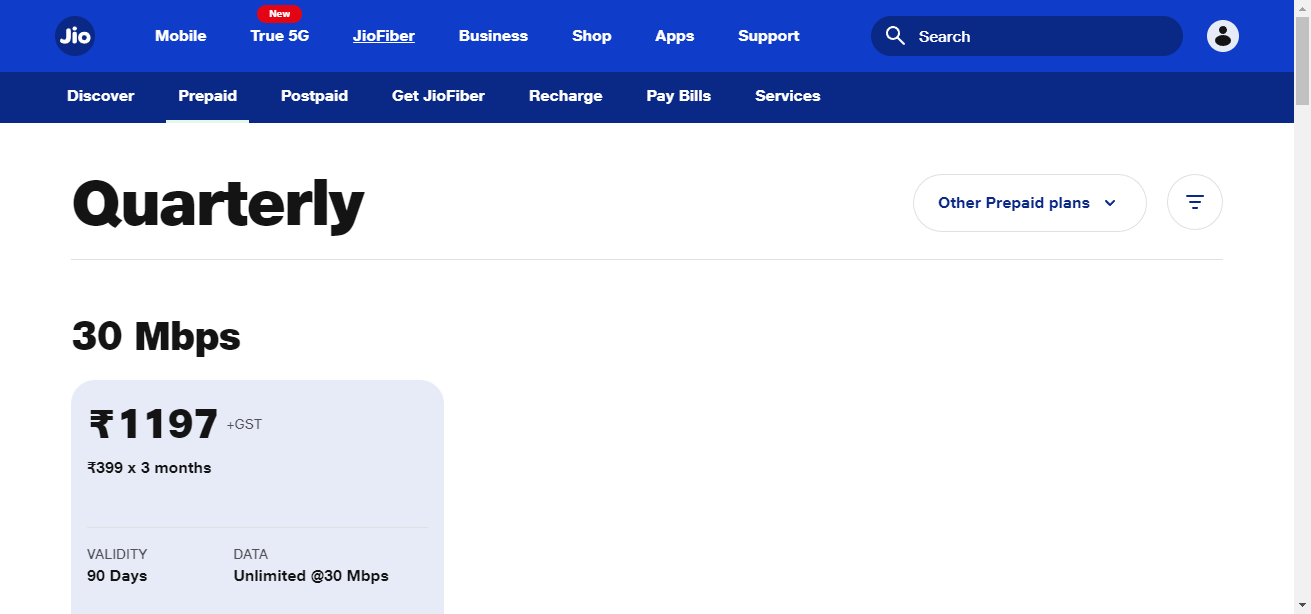 New
Jio Mobile True 5G JioFiber Business Shop Apps Support Search
Discover Prepaid Postpaid Get JioFiber Recharge Pay Bills Services
Quarterly Other Prepaid plans
30 Mbps
₹1197 +GST
₹399 x 3 months
VALIDITY DATA
90 Days Unlimited @30 Mbps